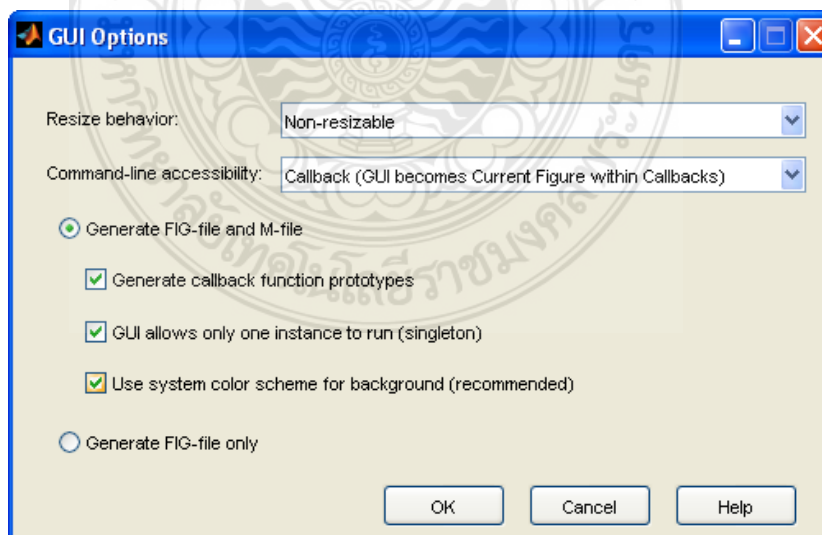 GUI Options
Resize behavior: Non-resizable
Command-line accessibility: Callback (GUI becomes Current Figure within Callbacks)
Generate FIG-file and M-file
Generate callback function prototypes
GUI allows only one instance to run (singleton)
Use system color scheme for background (recommended)
Generate FIG-file only
OK Cancel Help